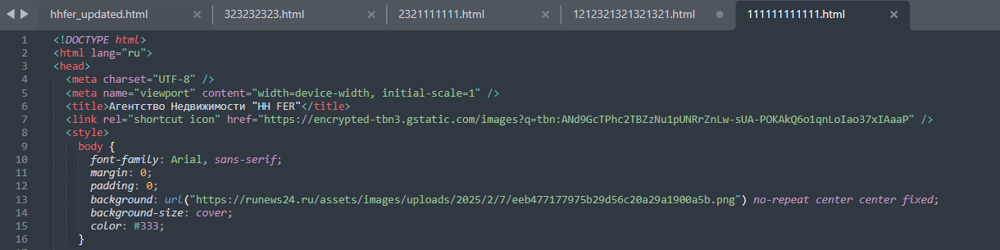 hhfer_updated.html 323232323.html 2321111111.html 1212321321321321.html 111111111111.html
1 <!DOCTYPE html>
2 <html lang="ru">
3 <head>
4 <meta charset="UTF-8" />
5 <meta name="viewport" content="width=device-width, initial-scale=1" />
6 <title>Агентство Недвижимости "HH FER"</title>
7 <link rel="shortcut icon" href="https://encrypted-tbn3.gstatic.com/images?q=tbn:ANd9GcTPhc2TBZzNu1pUNRrZnLw-sUA-POKAkQ6o1qnLoIao37xIAaaP" />
8 <style>
9 body {
10 font-family: Arial, sans-serif;
11 margin: 0;
12 padding: 0;
13 background: url("https://runews24.ru/assets/images/uploads/2025/2/7/eeb477177975b29d56c20a29a1900a5b.png") no-repeat center center fixed;
14 background-size: cover;
15 color: #333;
16 }